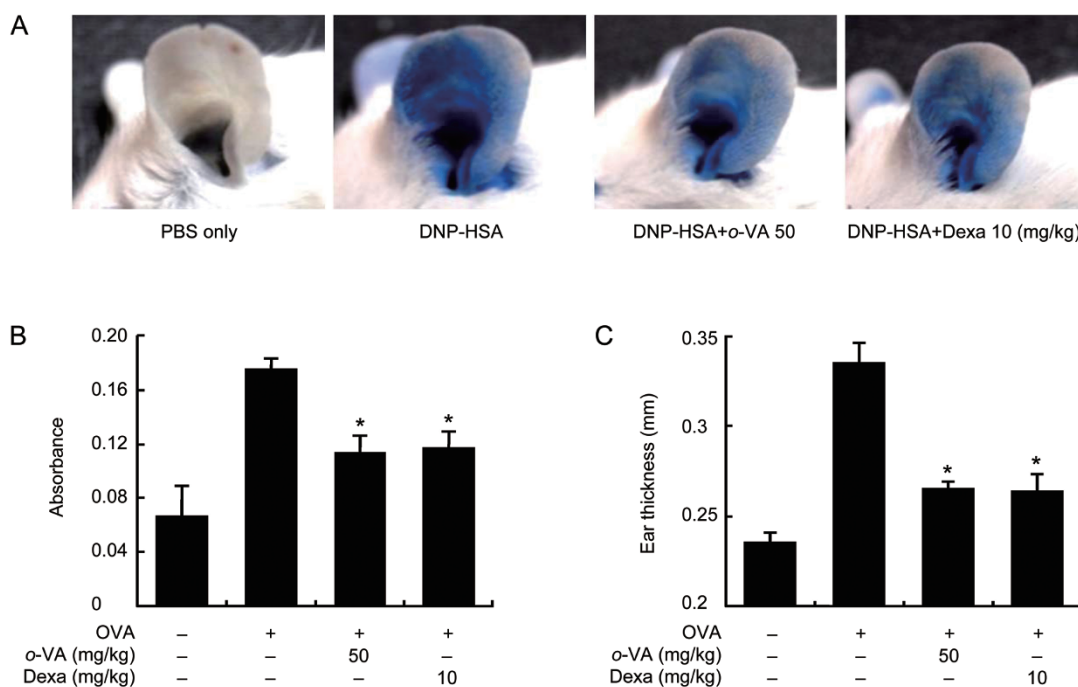 A
PBS only
DNP-HSA
DNP-HSA+o-VA 50
DNP-HSA+Dexa 10 (mg/kg)
B
0.20
0.16
0.12
0.08
0.04
0
Absorbance
*
*
OVA – + + +
o-VA (mg/kg) – – 50 –
Dexa (mg/kg) – – – 10
C
0.35
0.3
0.25
0.2
Ear thickness (mm)
*
*
OVA – + + +
o-VA (mg/kg) – – 50 –
Dexa (mg/kg) – – – 10